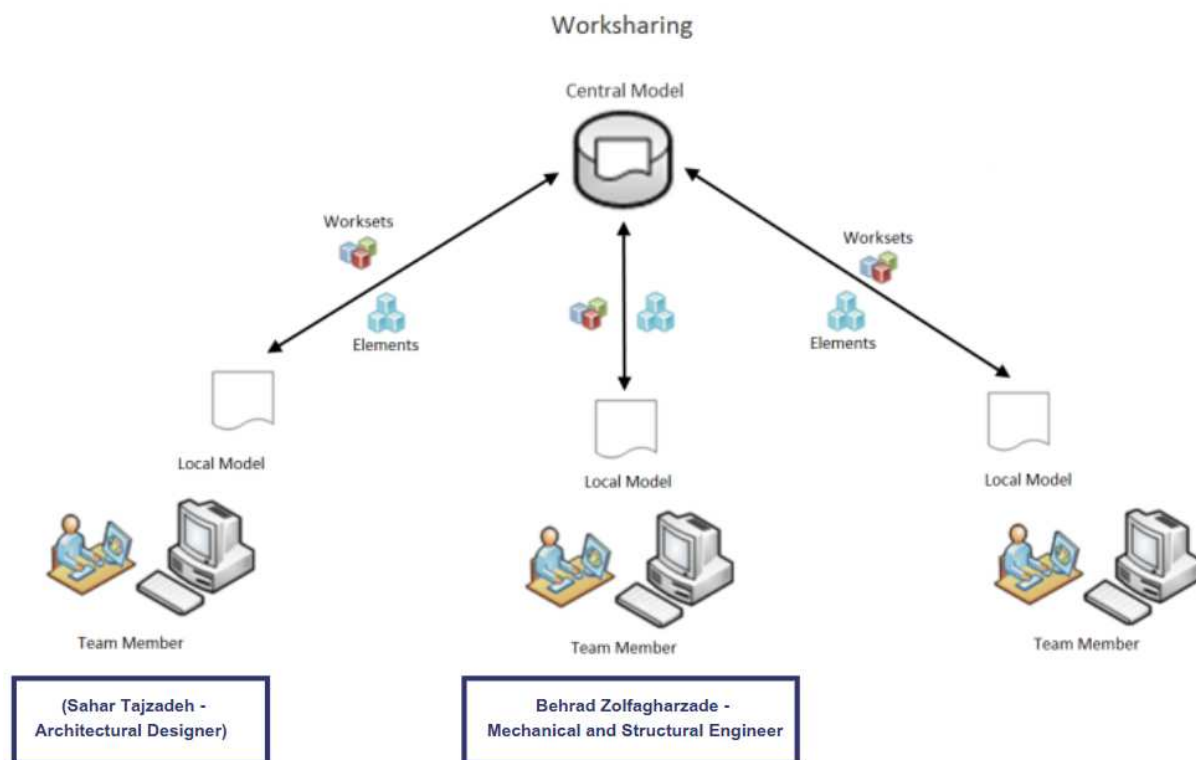 Worksharing
Central Model
Worksets
Elements
Worksets
Elements
Local Model
Local Model
Local Model
Team Member
Team Member
Team Member
(Sahar Tajzadeh -
Architectural Designer)
Behrad Zolfagharzade -
Mechanical and Structural Engineer